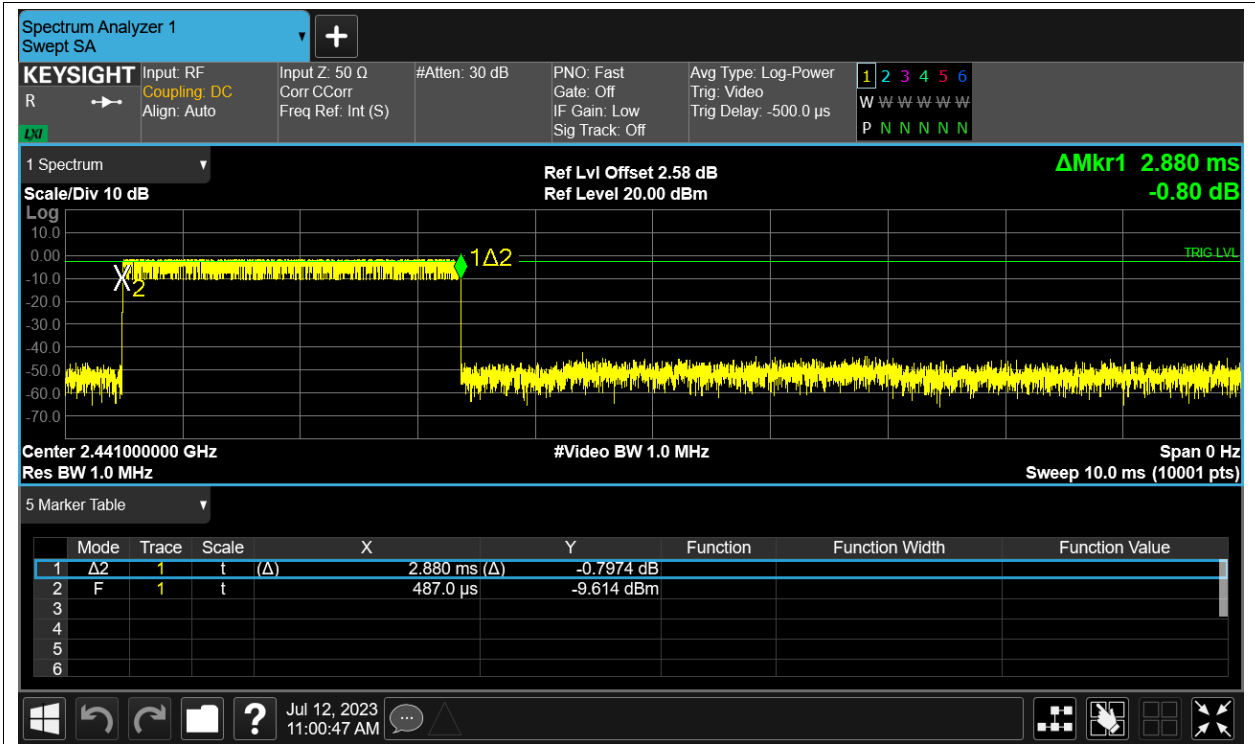 Spectrum Analyzer 1
Swept SA
KEYSIGHT Input: RF Input Z: 50 Ω #Atten: 30 dB PNO: Fast Avg Type: Log-Power 1 2 3 4 5 6
R Coupling: DC Corr CCorr Gate: Off Trig: Video W W W W W W
Align: Auto Freq Ref: Int (S) IF Gain: Low Trig Delay: -500.0 µs
LXI Sig Track: Off P N N N N N
1 Spectrum Ref Lvl Offset 2.58 dB ΔMkr1 2.880 ms
Scale/Div 10 dB Ref Level 20.00 dBm -0.80 dB
Log
10.0
0.00 1Δ2 TRIG LVL
-10.0 2
-20.0
-30.0
-40.0
-50.0
-60.0
-70.0
Center 2.441000000 GHz #Video BW 1.0 MHz Span 0 Hz
Res BW 1.0 MHz Sweep 10.0 ms (10001 pts)
5 Marker Table
Mode Trace Scale X Y Function Function Width Function Value
1 Δ2 1 t (Δ) 2.880 ms (Δ) -0.7974 dB
2 F 1 t 487.0 µs -9.614 dBm
3
4
5
6
? Jul 12, 2023
11:00:47 AM